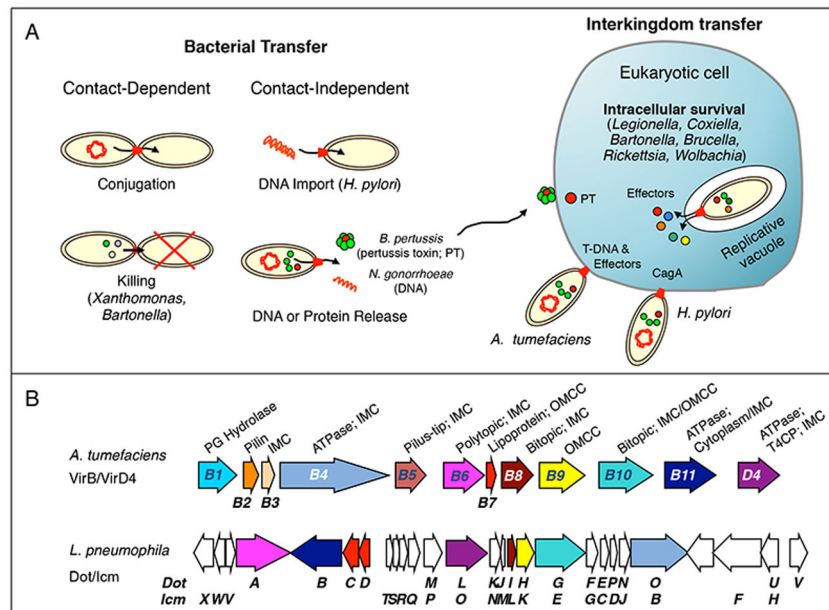 A
Bacterial Transfer
Interkingdom transfer
Contact-Dependent
Contact-Independent
Conjugation
DNA Import (H. pylori)
Killing
(Xanthomonas,
Bartonella)
B. pertussis
(pertussis toxin; PT)
N. gonorrhoeae
(DNA)
DNA or Protein Release
Eukaryotic cell
Intracellular survival
(Legionella, Coxiella,
Bartonella, Brucella,
Rickettsia, Wolbachia)
PT
Effectors
Replicative
vacuole
T-DNA &
Effectors
CagA
A. tumefaciens
H. pylori
B
PG Hydrolase
Pilin
IMC
ATPase; IMC
Pilus-tip; IMC
Polytopic; IMC
Lipoprotein; OMCC
Bitopic; IMC
OMCC
Bitopic; IMC/OMCC
ATPase;
Cytoplasm/IMC
ATPase;
T4CP; IMC
A. tumefaciens
VirB/VirD4
B1 B2 B3 B4 B5 B6 B7 B8 B9 B10 B11 D4
L. pneumophila
Dot/Icm
Dot A B C D M L KJ I H G F EPN O U V
Icm XWV TSRQ P O NML K E GCDJ B F H